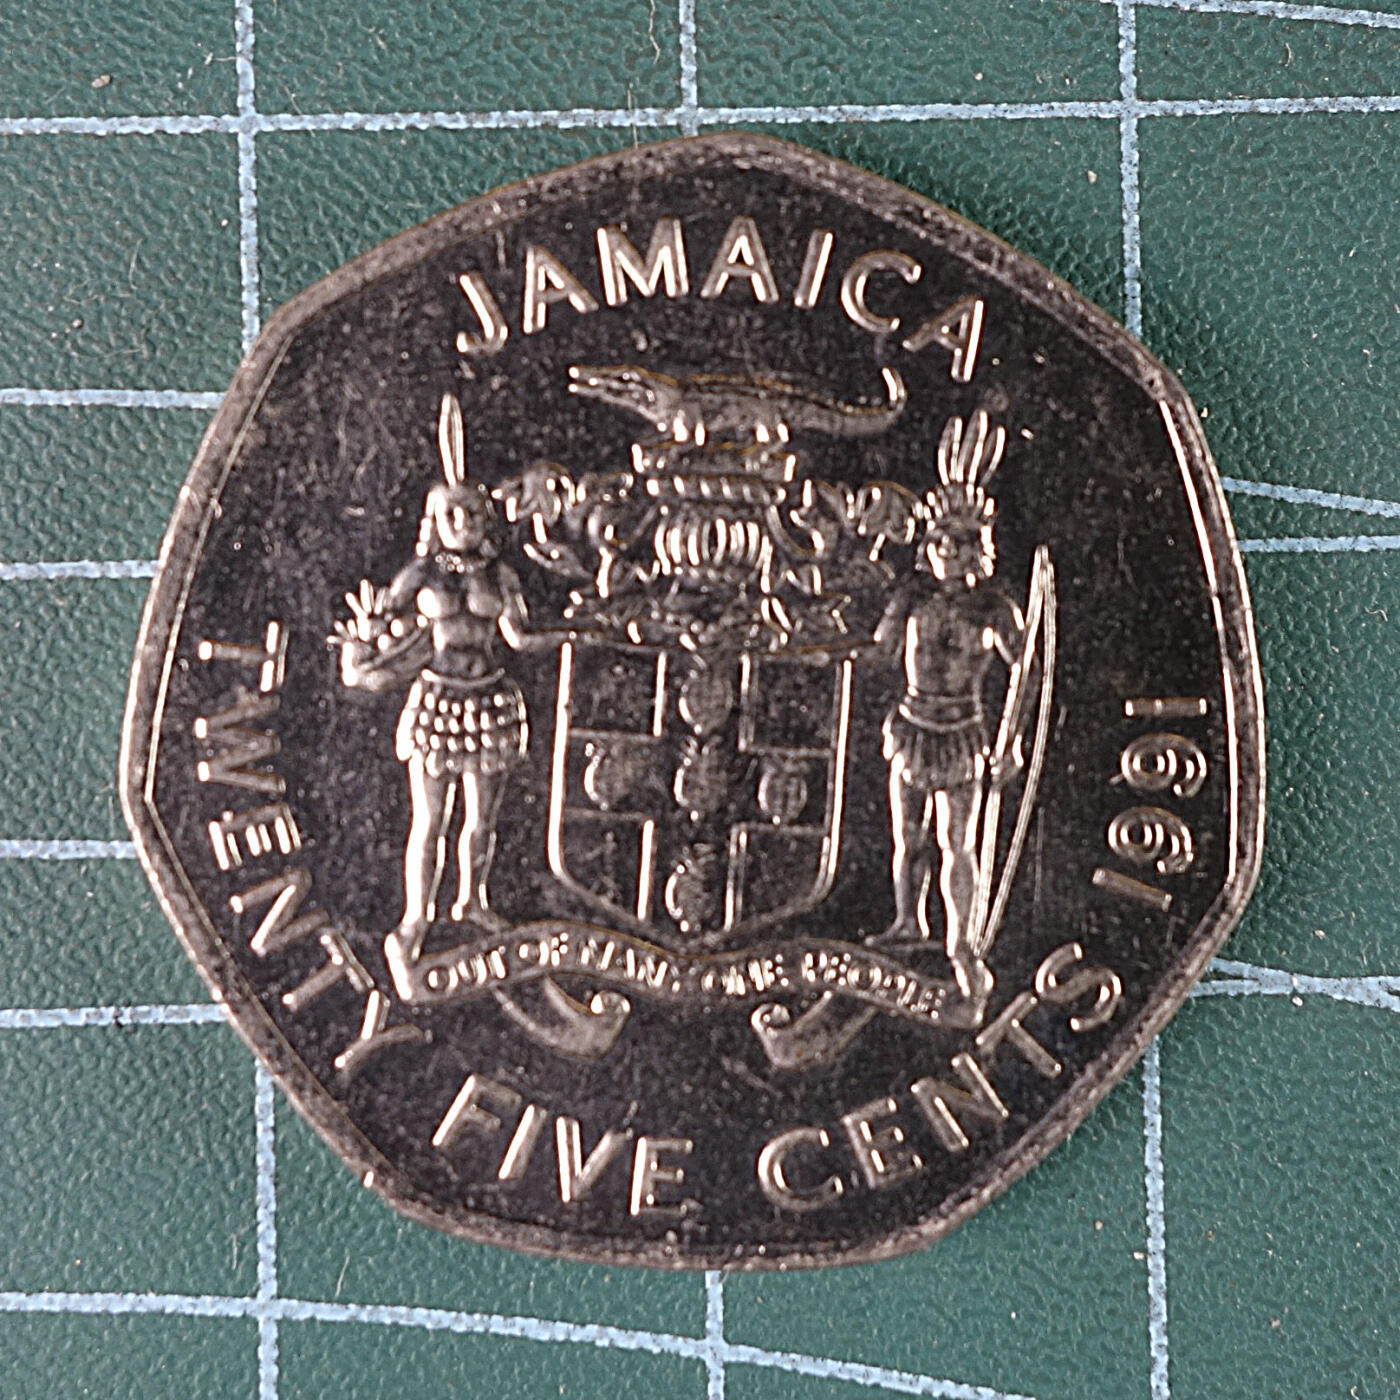 JAMAICA
OUT OF MANY ONE PEOPLE
TWENTY FIVE CENTS
1991